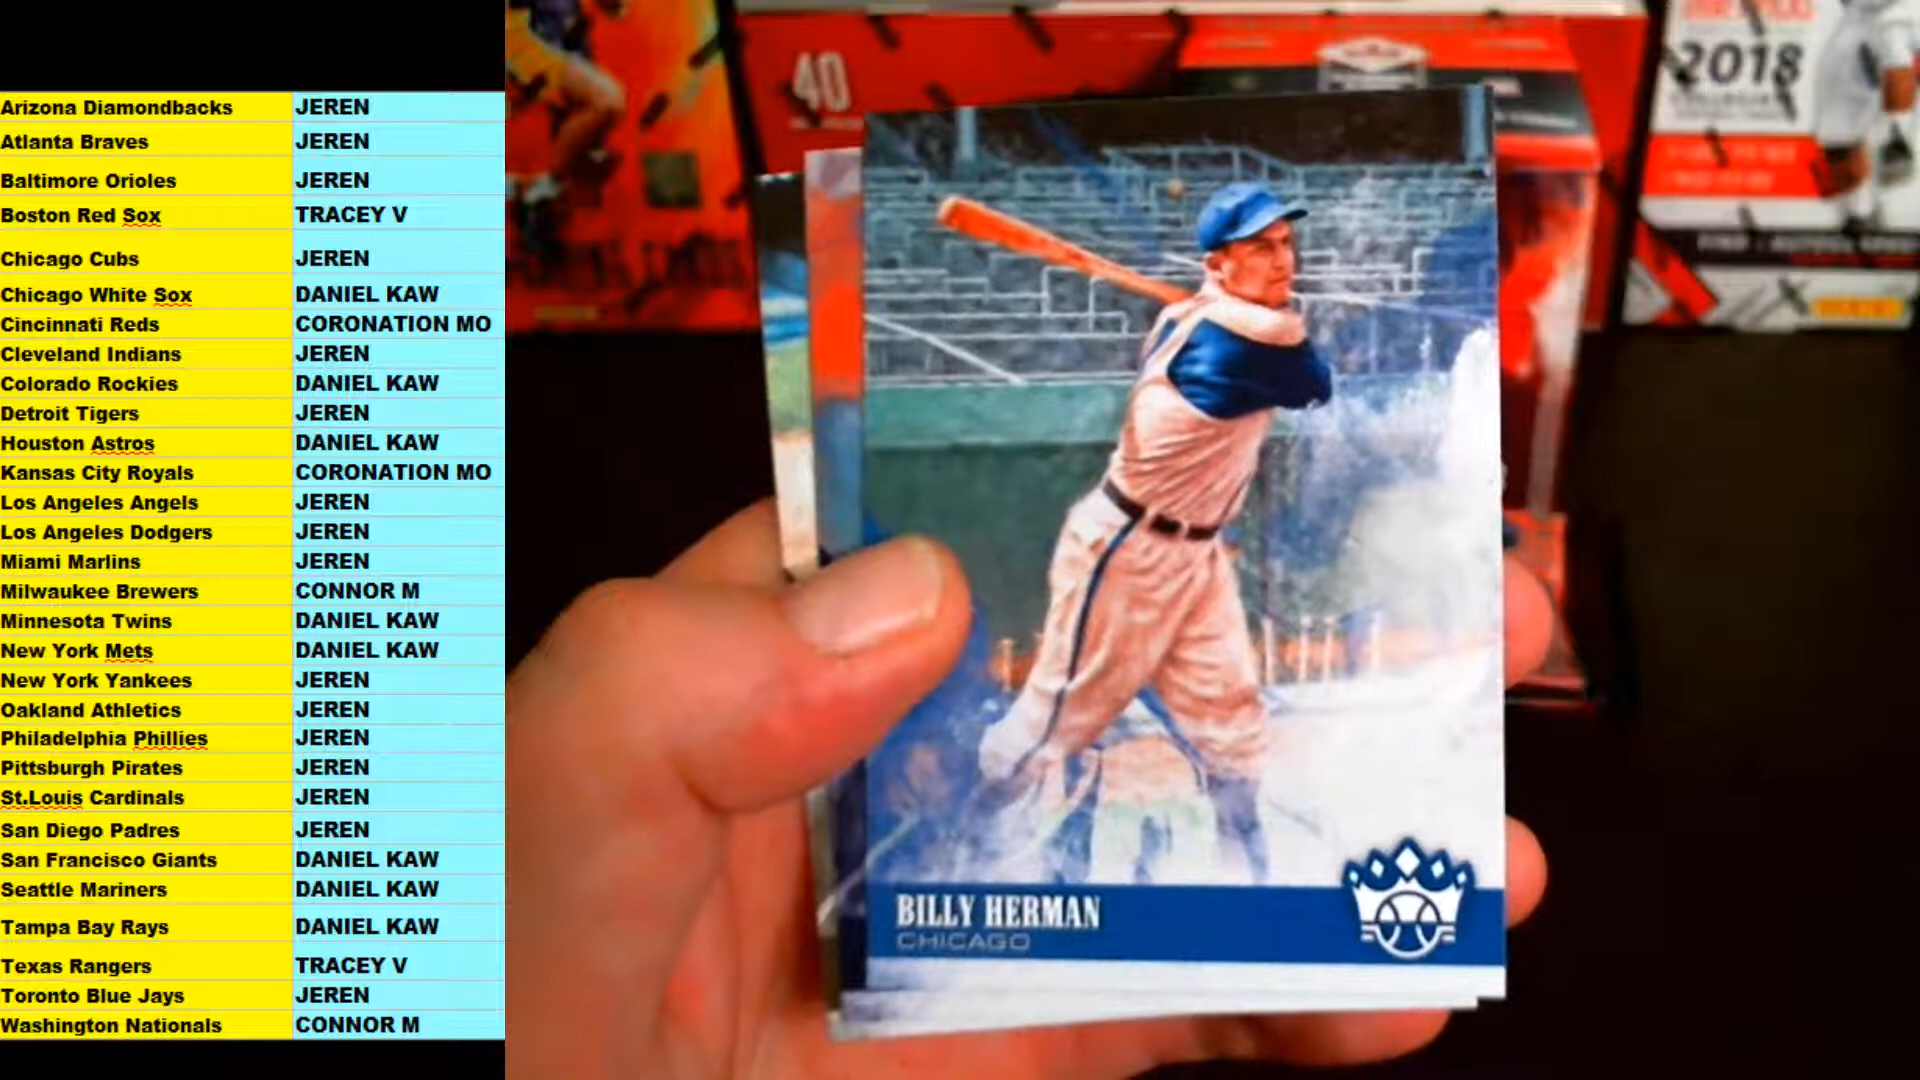 Arizona Diamondbacks JEREN
Atlanta Braves JEREN
Baltimore Orioles JEREN
Boston Red Sox TRACEY V
Chicago Cubs JEREN
Chicago White Sox DANIEL KAW
Cincinnati Reds CORONATION MO
Cleveland Indians JEREN
Colorado Rockies DANIEL KAW
Detroit Tigers JEREN
Houston Astros DANIEL KAW
Kansas City Royals CORONATION MO
Los Angeles Angels JEREN
Los Angeles Dodgers JEREN
Miami Marlins JEREN
Milwaukee Brewers CONNOR M
Minnesota Twins DANIEL KAW
New York Mets DANIEL KAW
New York Yankees JEREN
Oakland Athletics JEREN
Philadelphia Phillies JEREN
Pittsburgh Pirates JEREN
St.Louis Cardinals JEREN
San Diego Padres JEREN
San Francisco Giants DANIEL KAW
Seattle Mariners DANIEL KAW
Tampa Bay Rays DANIEL KAW
Texas Rangers TRACEY V
Toronto Blue Jays JEREN
Washington Nationals CONNOR M
40
2018
BILLY HERMAN
CHICAGO